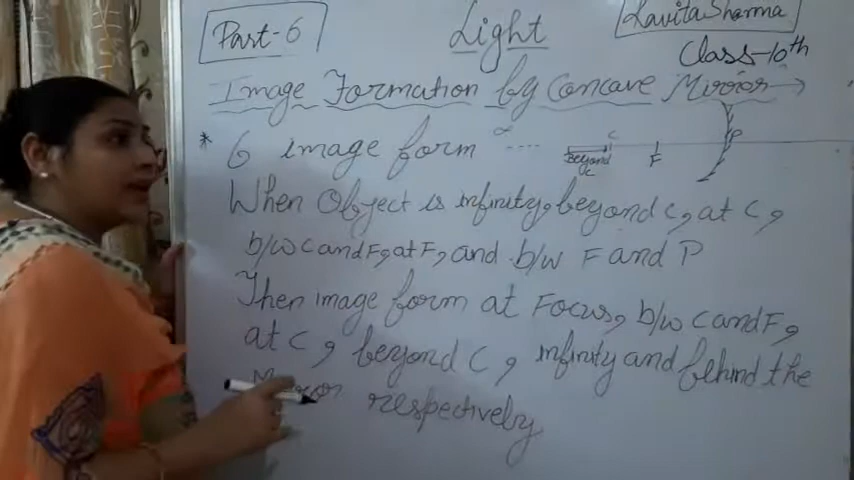 Part-6
Light
Lavita Sharma
Class-10th
Image Formation by Concave Mirror →
* 6 image form ∞ ....
Beyond C
C
F
P
When Object is infinity, beyond C, at C,
b/w C and F, at F, and b/w F and P
Then image form at Focus, b/w C and F,
at C, beyond C, infinity and behind the
Mirror respectively